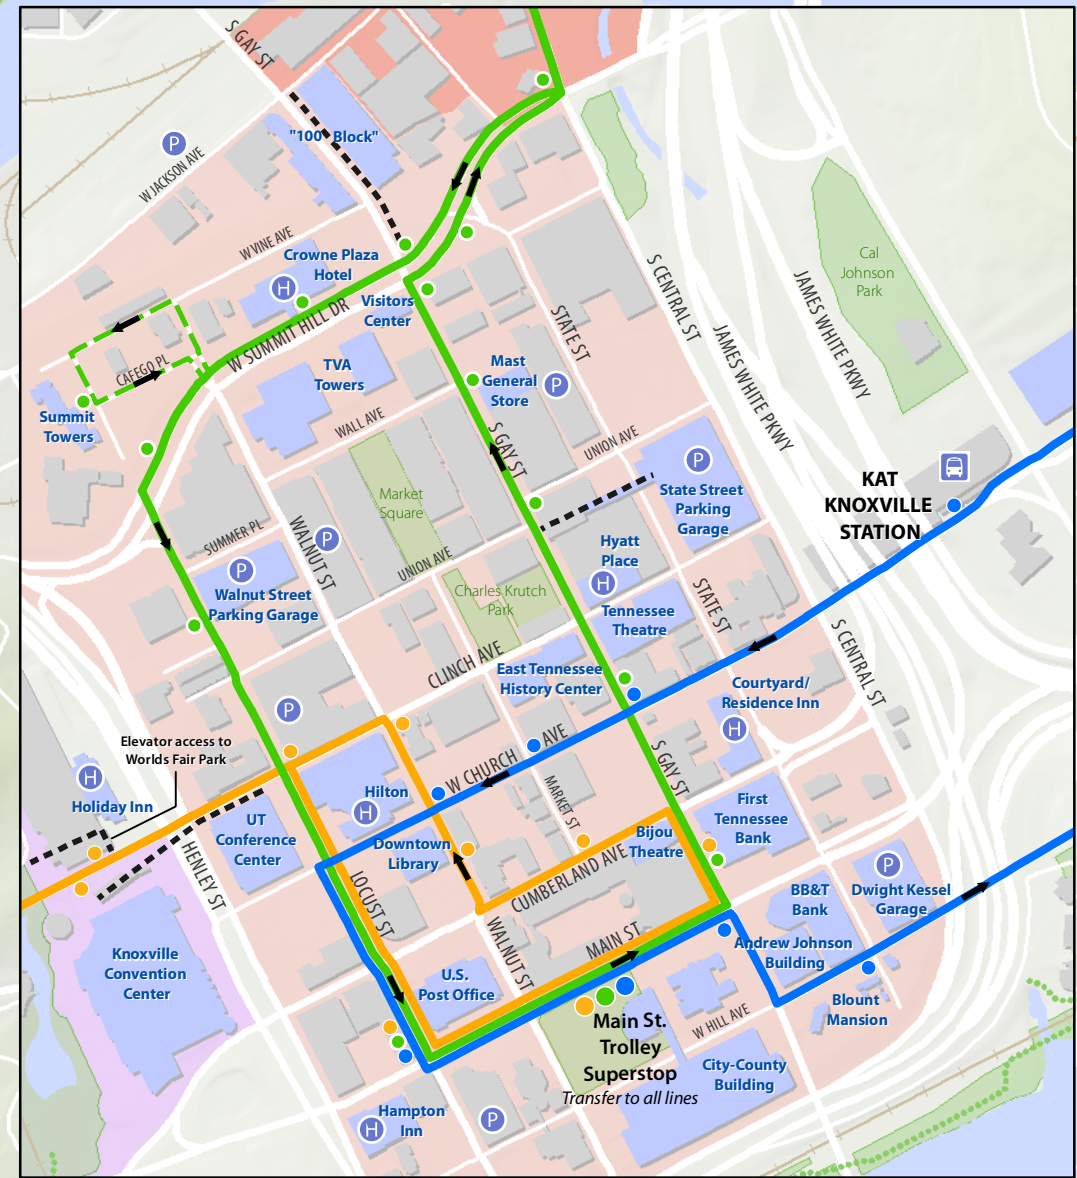 S GAY ST
"100 Block"
P
W JACKSON AVE
W VINE AVE
Crowne Plaza
Hotel
H
Visitors
Center
W SUMMIT HILL DR
CAFEGO PL
Summit
Towers
TVA
Towers
WALL AVE
Mast
General
Store
P
STATE ST
S CENTRAL ST
JAMES WHITE PKWY
JAMES WHITE PKWY
Cal
Johnson
Park
S GAY ST
UNION AVE
P
State Street
Parking
Garage
KAT
KNOXVILLE
STATION
Market
Square
SUMMER PL
WALNUT ST
P
UNION AVE
P
Walnut Street
Parking Garage
Charles Krutch
Park
Hyatt
Place
H
Tennessee
Theatre
STATE ST
S CENTRAL ST
CLINCH AVE
East Tennessee
History Center
Courtyard/
Residence Inn
H
P
Elevator access to
Worlds Fair Park
H
Holiday Inn
W CHURCH AVE
S GAY ST
MARKET ST
Hilton
H
UT
Conference
Center
Downtown
Library
Bijou
Theatre
First
Tennessee
Bank
HENLEY ST
LOCUST ST
CUMBERLAND AVE
P
Dwight Kessel
Garage
BB&T
Bank
WALNUT ST
MAIN ST
Andrew Johnson
Building
Knoxville
Convention
Center
U.S.
Post Office
Blount
Mansion
W HILL AVE
Main St.
Trolley
Superstop
Transfer to all lines
City-County
Building
Hampton
Inn
H
P